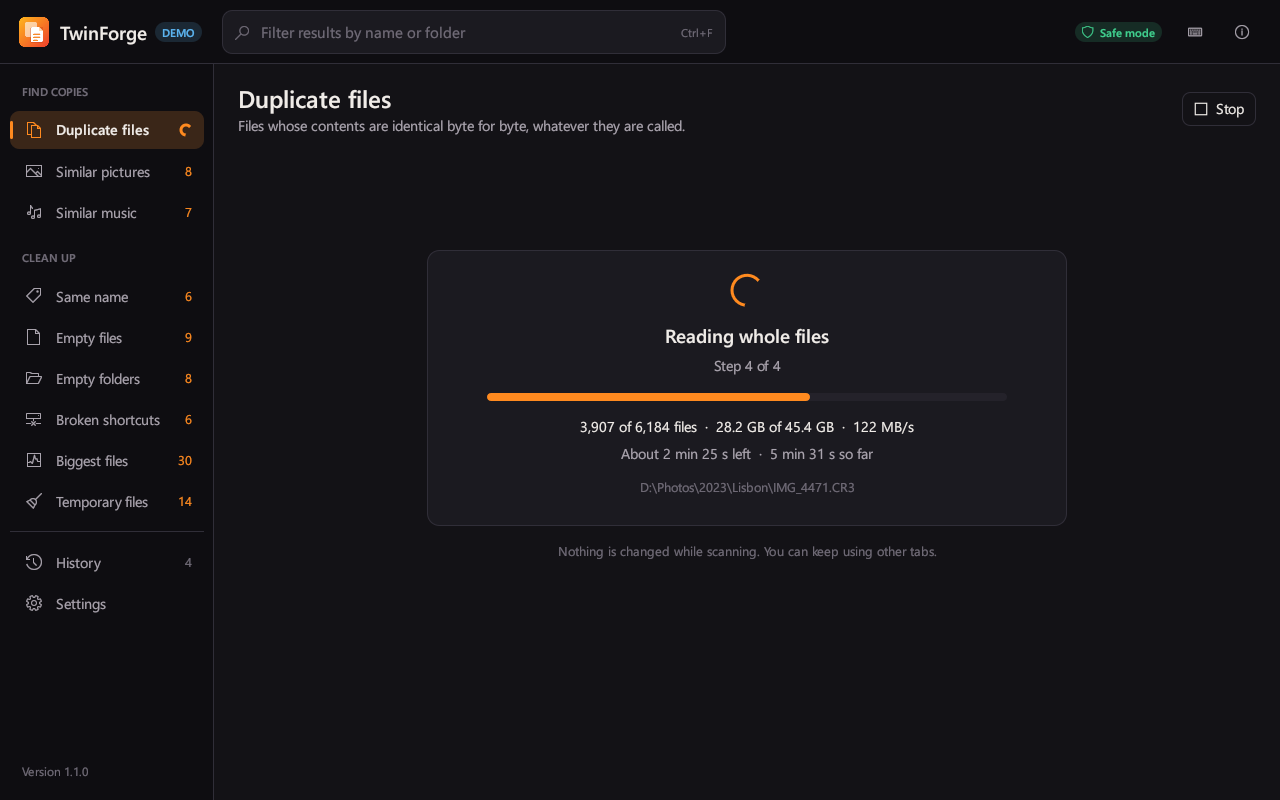 TwinForge DEMO
Filter results by name or folder Ctrl+F
Safe mode
FIND COPIES
Duplicate files
Similar pictures 8
Similar music 7
CLEAN UP
Same name 6
Empty files 9
Empty folders 8
Broken shortcuts 6
Biggest files 30
Temporary files 14
History 4
Settings
Version 1.1.0
Duplicate files
Files whose contents are identical byte for byte, whatever they are called.
Stop
Reading whole files
Step 4 of 4
3,907 of 6,184 files · 28.2 GB of 45.4 GB · 122 MB/s
About 2 min 25 s left · 5 min 31 s so far
D:\Photos\2023\Lisbon\IMG_4471.CR3
Nothing is changed while scanning. You can keep using other tabs.